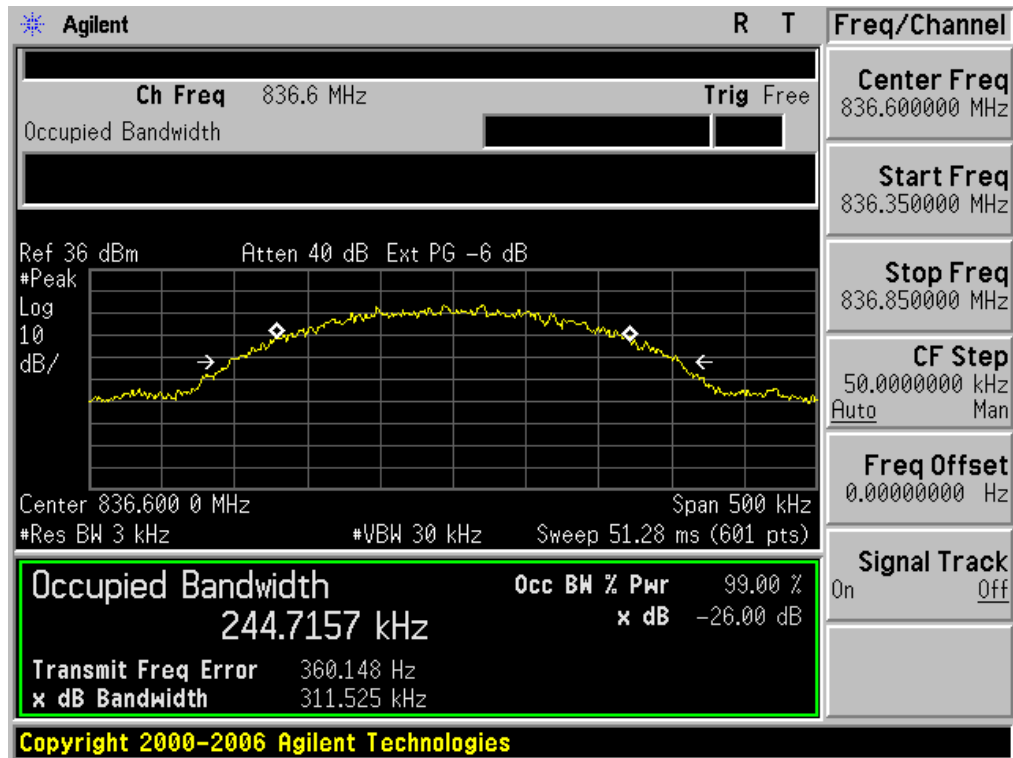 Agilent R T
Freq/Channel
Ch Freq 836.6 MHz Trig Free
Occupied Bandwidth
Center Freq
836.600000 MHz
Start Freq
836.350000 MHz
Stop Freq
836.850000 MHz
CF Step
50.0000000 kHz
Auto Man
Freq Offset
0.00000000 Hz
Signal Track
On Off
Ref 36 dBm Atten 40 dB Ext PG -6 dB
#Peak
Log
10
dB/
Center 836.600 0 MHz Span 500 kHz
#Res BW 3 kHz #VBW 30 kHz Sweep 51.28 ms (601 pts)
Occupied Bandwidth Occ BW % Pwr 99.00 %
244.7157 kHz x dB -26.00 dB
Transmit Freq Error 360.148 Hz
x dB Bandwidth 311.525 kHz
Copyright 2000-2006 Agilent Technologies